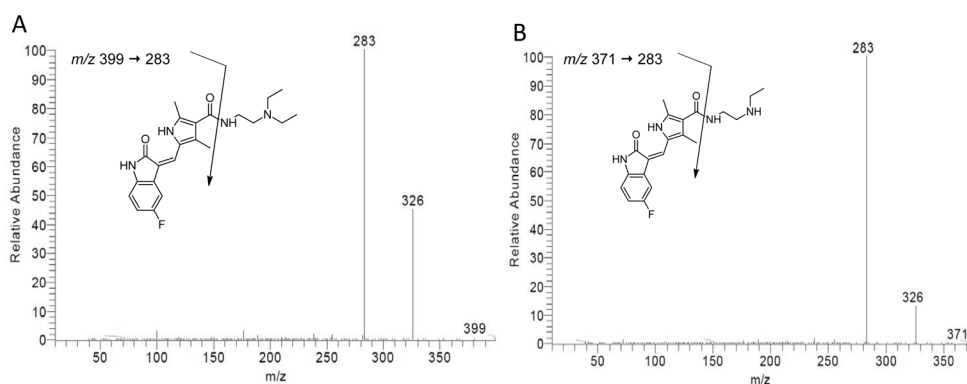 A
m/z 399 → 283
283
326
399
O
N
NH
HN
O
HN
F
Relative Abundance
100
90
80
70
60
50
40
30
20
10
0
50
100
150
200
250
300
350
m/z
B
m/z 371 → 283
283
326
371
O
NH
NH
HN
O
HN
F
Relative Abundance
100
90
80
70
60
50
40
30
20
10
0
50
100
150
200
250
300
350
m/z